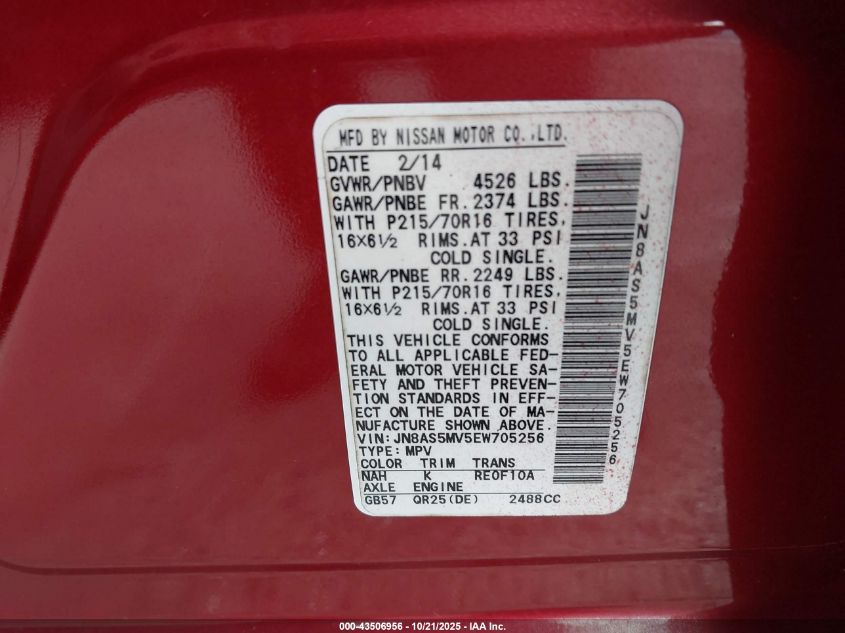 MFD BY NISSAN MOTOR CO.,LTD.
DATE 2/14
GVWR/PNBV 4526 LBS.
GAWR/PNBE FR. 2374 LBS.
WITH P215/70R16 TIRES,
16×6½ RIMS.AT 33 PSI
COLD SINGLE.
GAWR/PNBE RR. 2249 LBS.
WITH P215/70R16 TIRES,
16×6½ RIMS.AT 33 PSI
COLD SINGLE.
THIS VEHICLE CONFORMS
TO ALL APPLICABLE FED-
ERAL MOTOR VEHICLE SA-
FETY AND THEFT PREVEN-
TION STANDARDS IN EFF-
ECT ON THE DATE OF MA-
NUFACTURE SHOWN ABOVE.
VIN: JN8AS5MV5EW705256
TYPE: MPV
COLOR TRIM TRANS
NAH K RE0F10A
AXLE ENGINE
GB57 QR25(DE) 2488CC
JN8AS5MV5EW705256
000-43506956 - 10/21/2025 - IAA Inc.